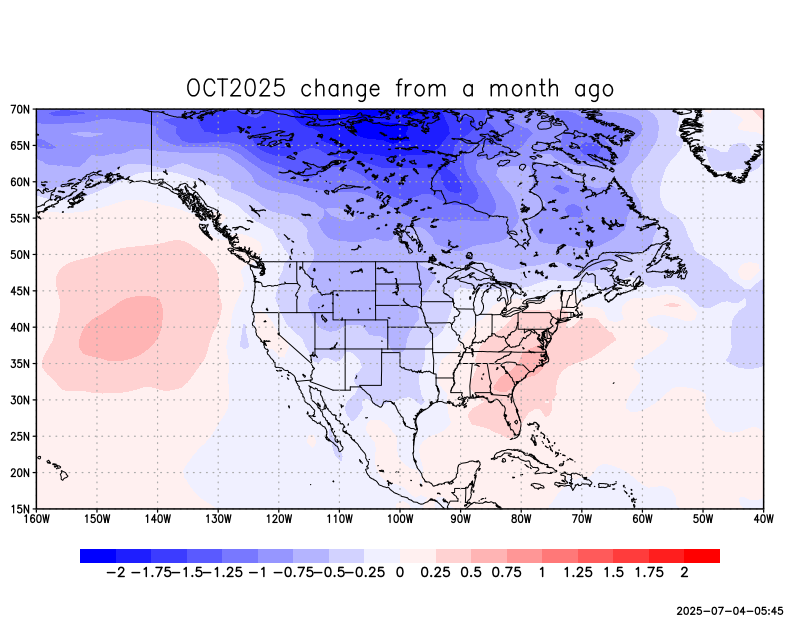 OCT2025 change from a month ago
70N
65N
60N
55N
50N
45N
40N
35N
30N
25N
20N
15N
160W 150W 140W 130W 120W 110W 100W 90W 80W 70W 60W 50W 40W
−2 −1.75 −1.5 −1.25 −1 −0.75 −0.5 −0.25 0 0.25 0.5 0.75 1 1.25 1.5 1.75 2
2025-07-04-05:45